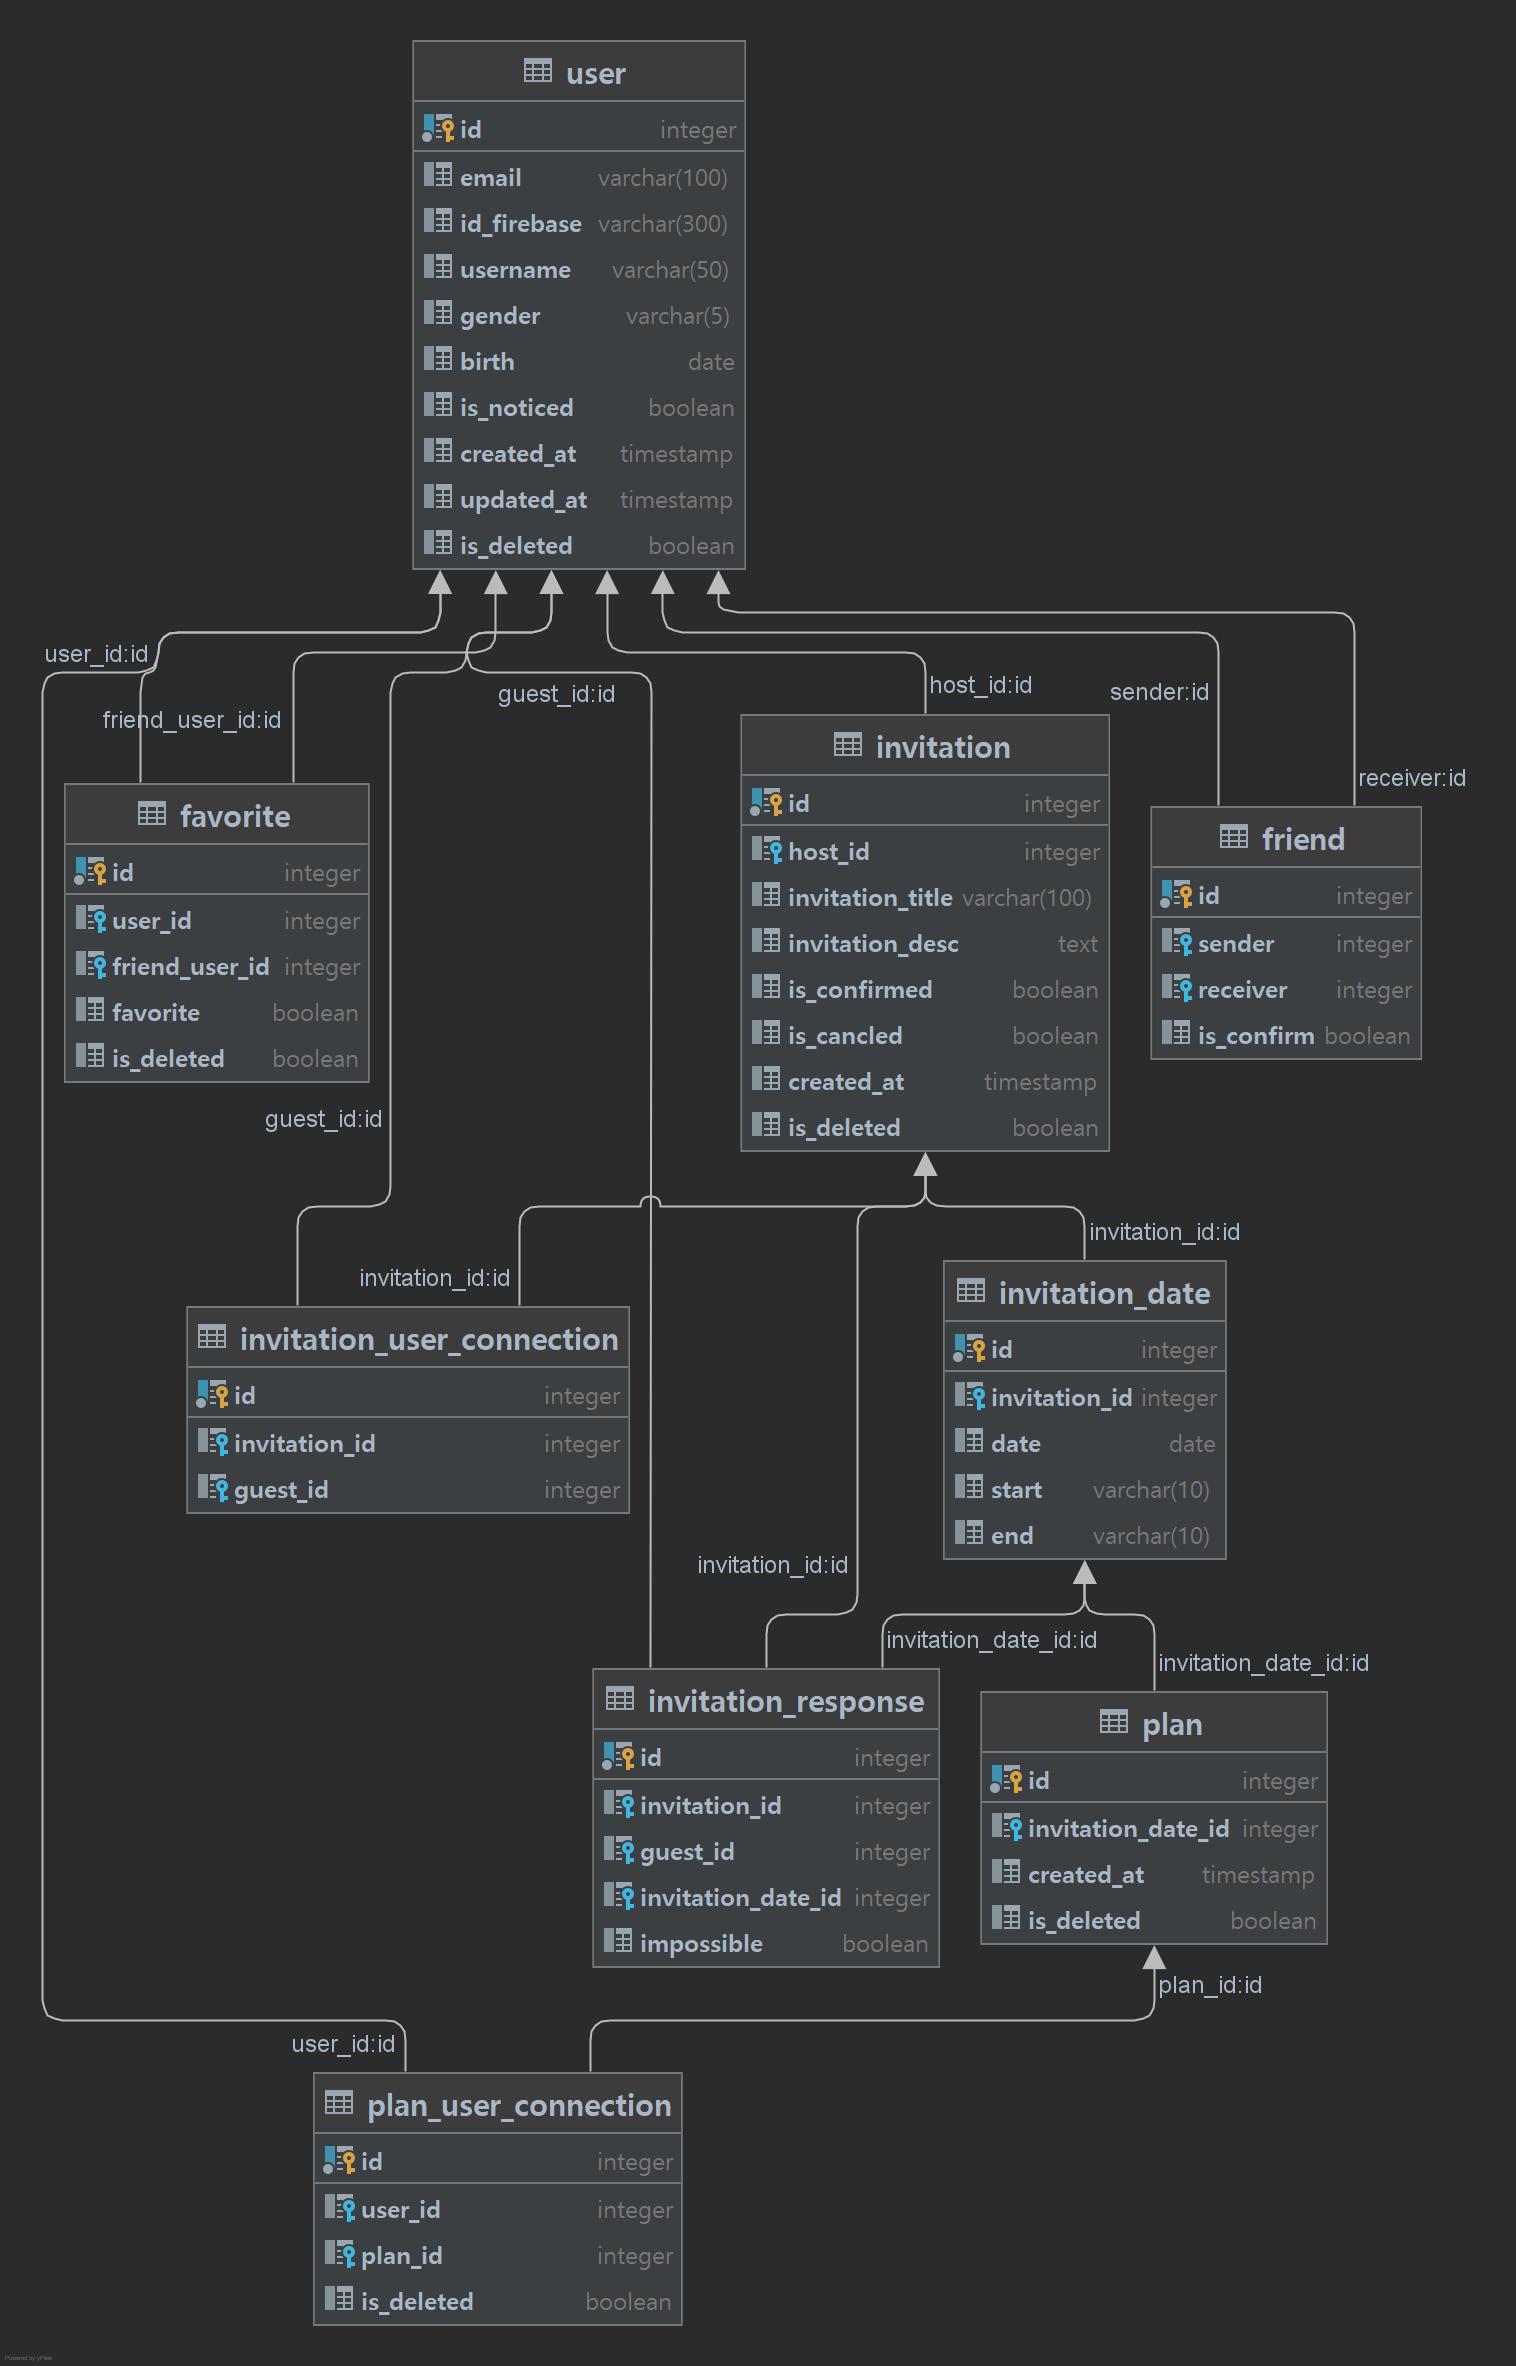 user
id integer
email varchar(100)
id_firebase varchar(300)
username varchar(50)
gender varchar(5)
birth date
is_noticed boolean
created_at timestamp
updated_at timestamp
is_deleted boolean
user_id:id
friend_user_id:id
guest_id:id
host_id:id
sender:id
receiver:id
favorite
id integer
user_id integer
friend_user_id integer
favorite boolean
is_deleted boolean
invitation
id integer
host_id integer
invitation_title varchar(100)
invitation_desc text
is_confirmed boolean
is_cancled boolean
created_at timestamp
is_deleted boolean
friend
id integer
sender integer
receiver integer
is_confirm boolean
guest_id:id
invitation_id:id
invitation_id:id
invitation_user_connection
id integer
invitation_id integer
guest_id integer
invitation_date
id integer
invitation_id integer
date date
start varchar(10)
end varchar(10)
invitation_id:id
invitation_date_id:id
invitation_date_id:id
invitation_response
id integer
invitation_id integer
guest_id integer
invitation_date_id integer
impossible boolean
plan
id integer
invitation_date_id integer
created_at timestamp
is_deleted boolean
plan_id:id
user_id:id
plan_user_connection
id integer
user_id integer
plan_id integer
is_deleted boolean
Powered by yFiles